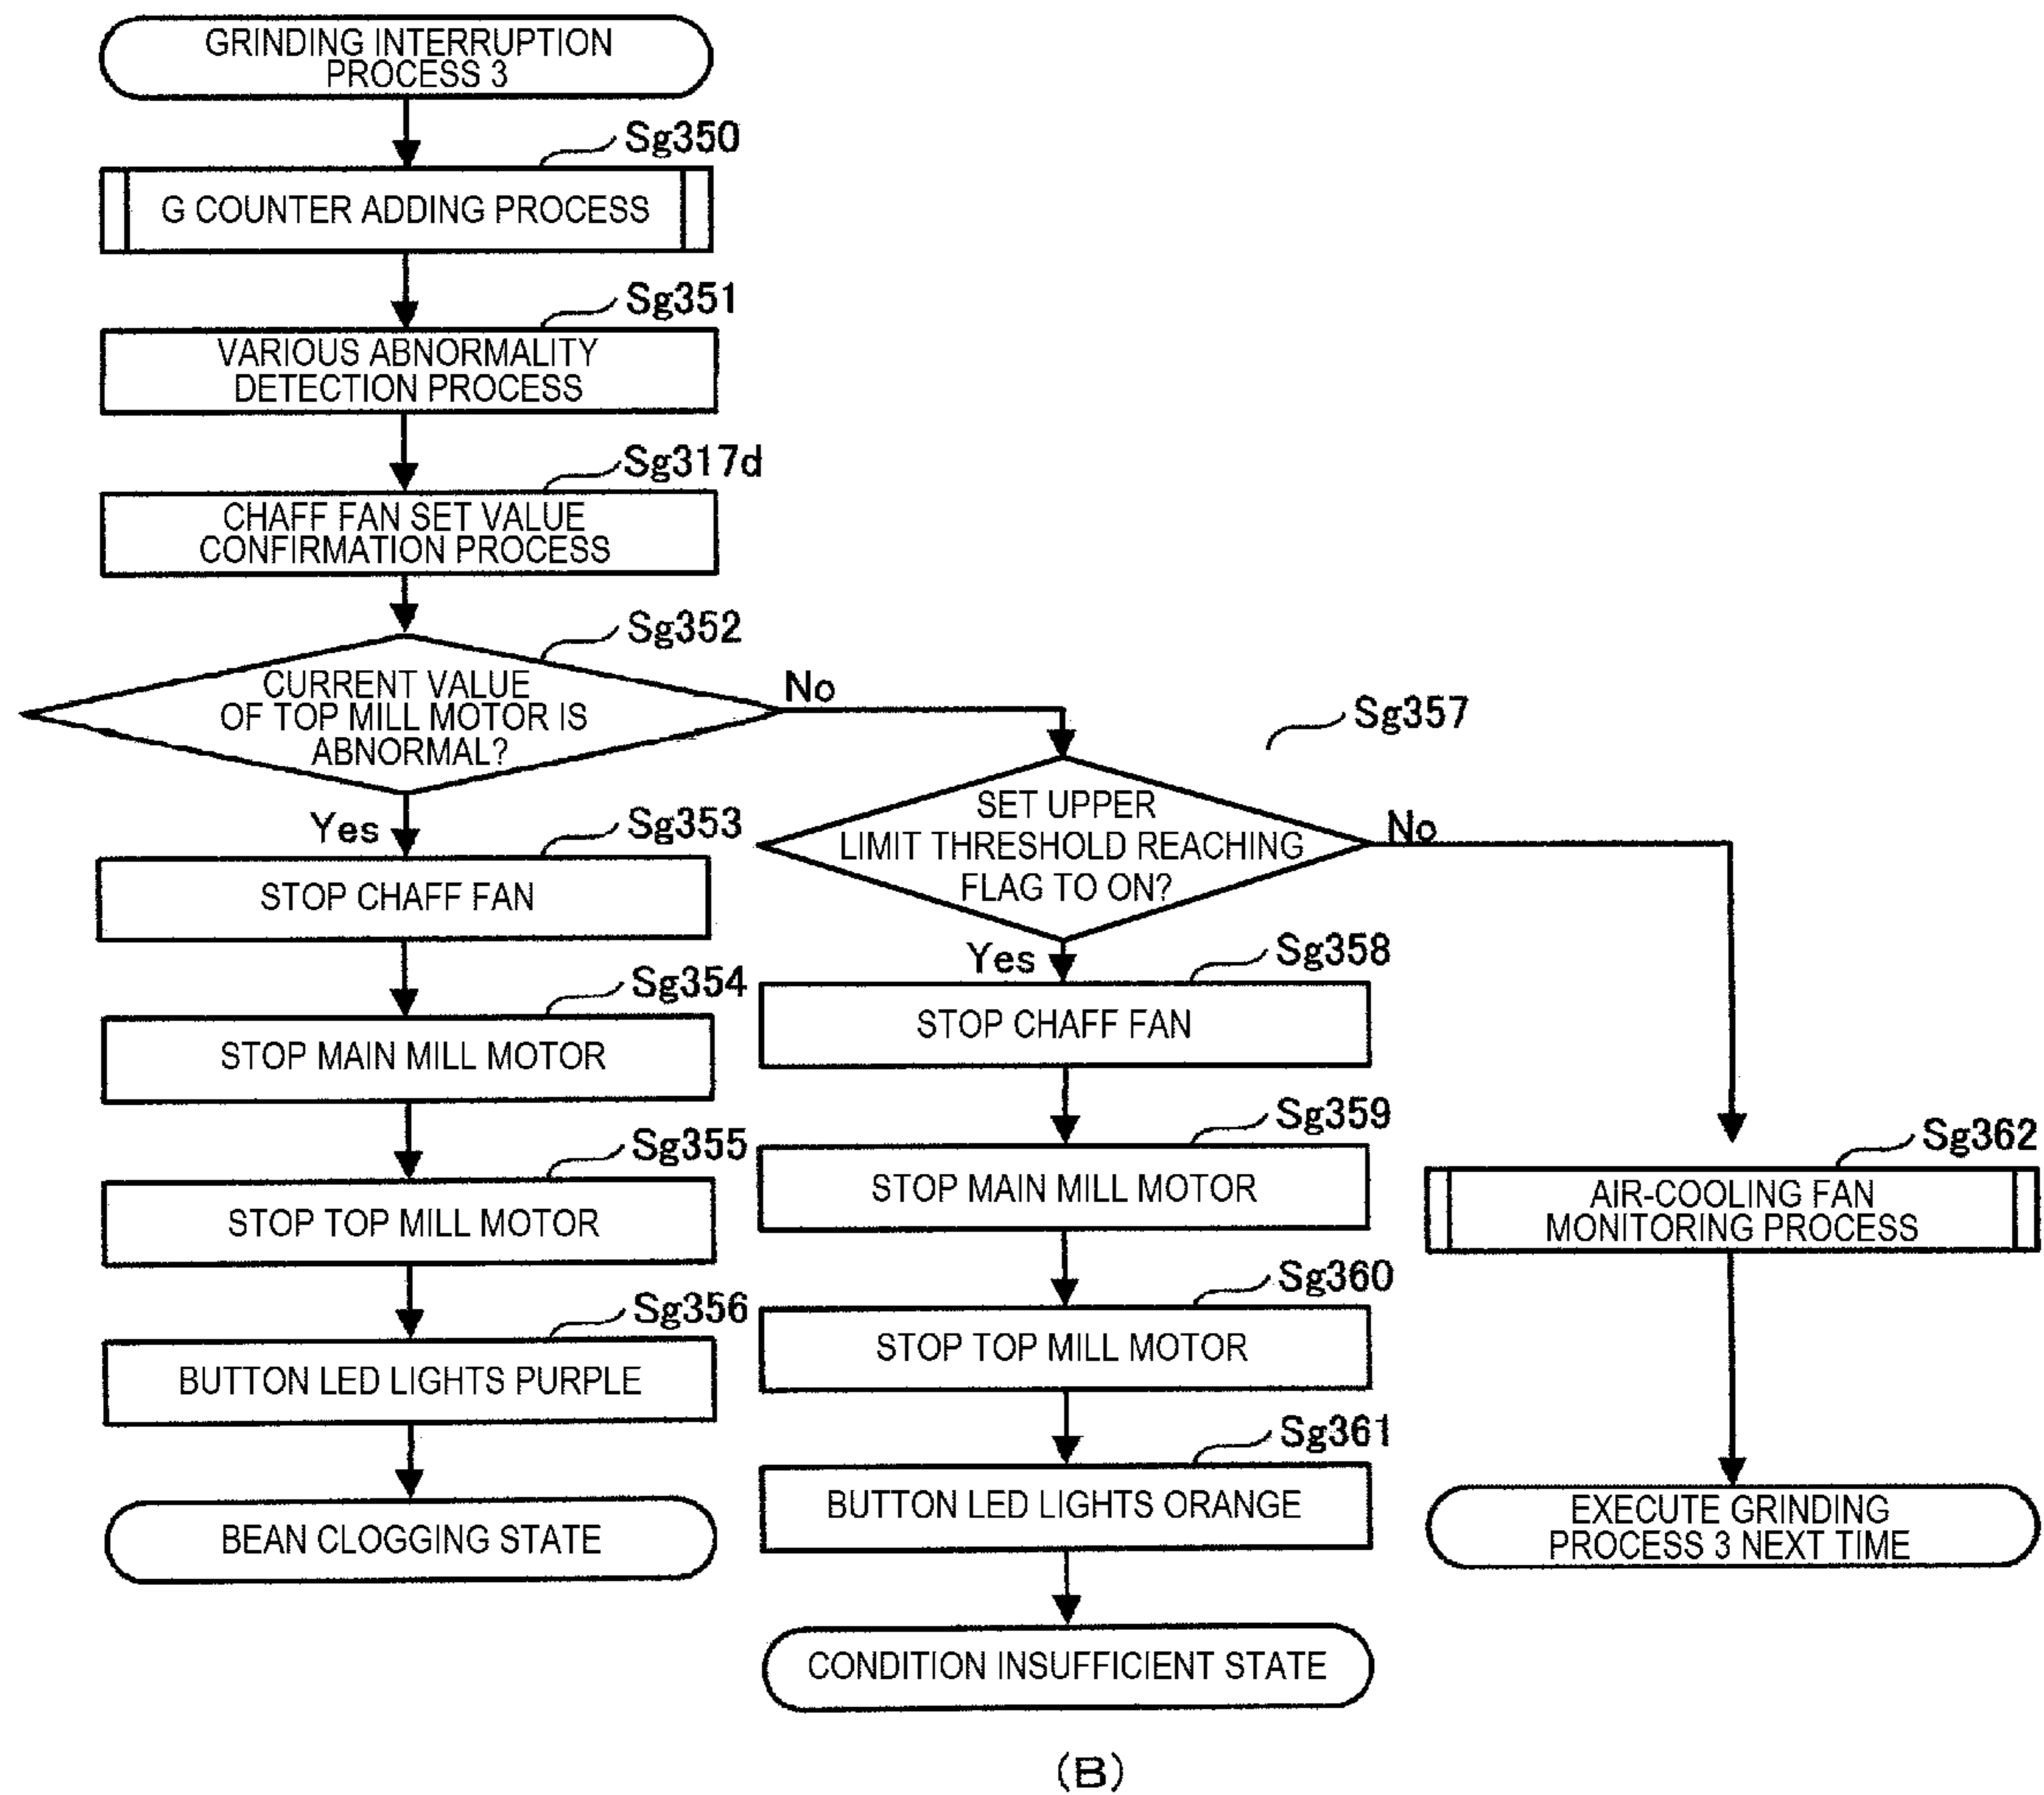 GRINDING INTERRUPTION
PROCESS 3
Sg350
G COUNTER ADDING PROCESS
Sg351
VARIOUS ABNORMALITY
DETECTION PROCESS
Sg317d
CHAFF FAN SET VALUE
CONFIRMATION PROCESS
Sg352
CURRENT VALUE
OF TOP MILL MOTOR IS
ABNORMAL?
No
Yes
Sg353
STOP CHAFF FAN
Sg354
STOP MAIN MILL MOTOR
Sg355
STOP TOP MILL MOTOR
Sg356
BUTTON LED LIGHTS PURPLE
BEAN CLOGGING STATE
Sg357
SET UPPER
LIMIT THRESHOLD REACHING
FLAG TO ON?
No
Yes
Sg358
STOP CHAFF FAN
Sg359
STOP MAIN MILL MOTOR
Sg360
STOP TOP MILL MOTOR
Sg361
BUTTON LED LIGHTS ORANGE
CONDITION INSUFFICIENT STATE
Sg362
AIR-COOLING FAN
MONITORING PROCESS
EXECUTE GRINDING
PROCESS 3 NEXT TIME
(B)